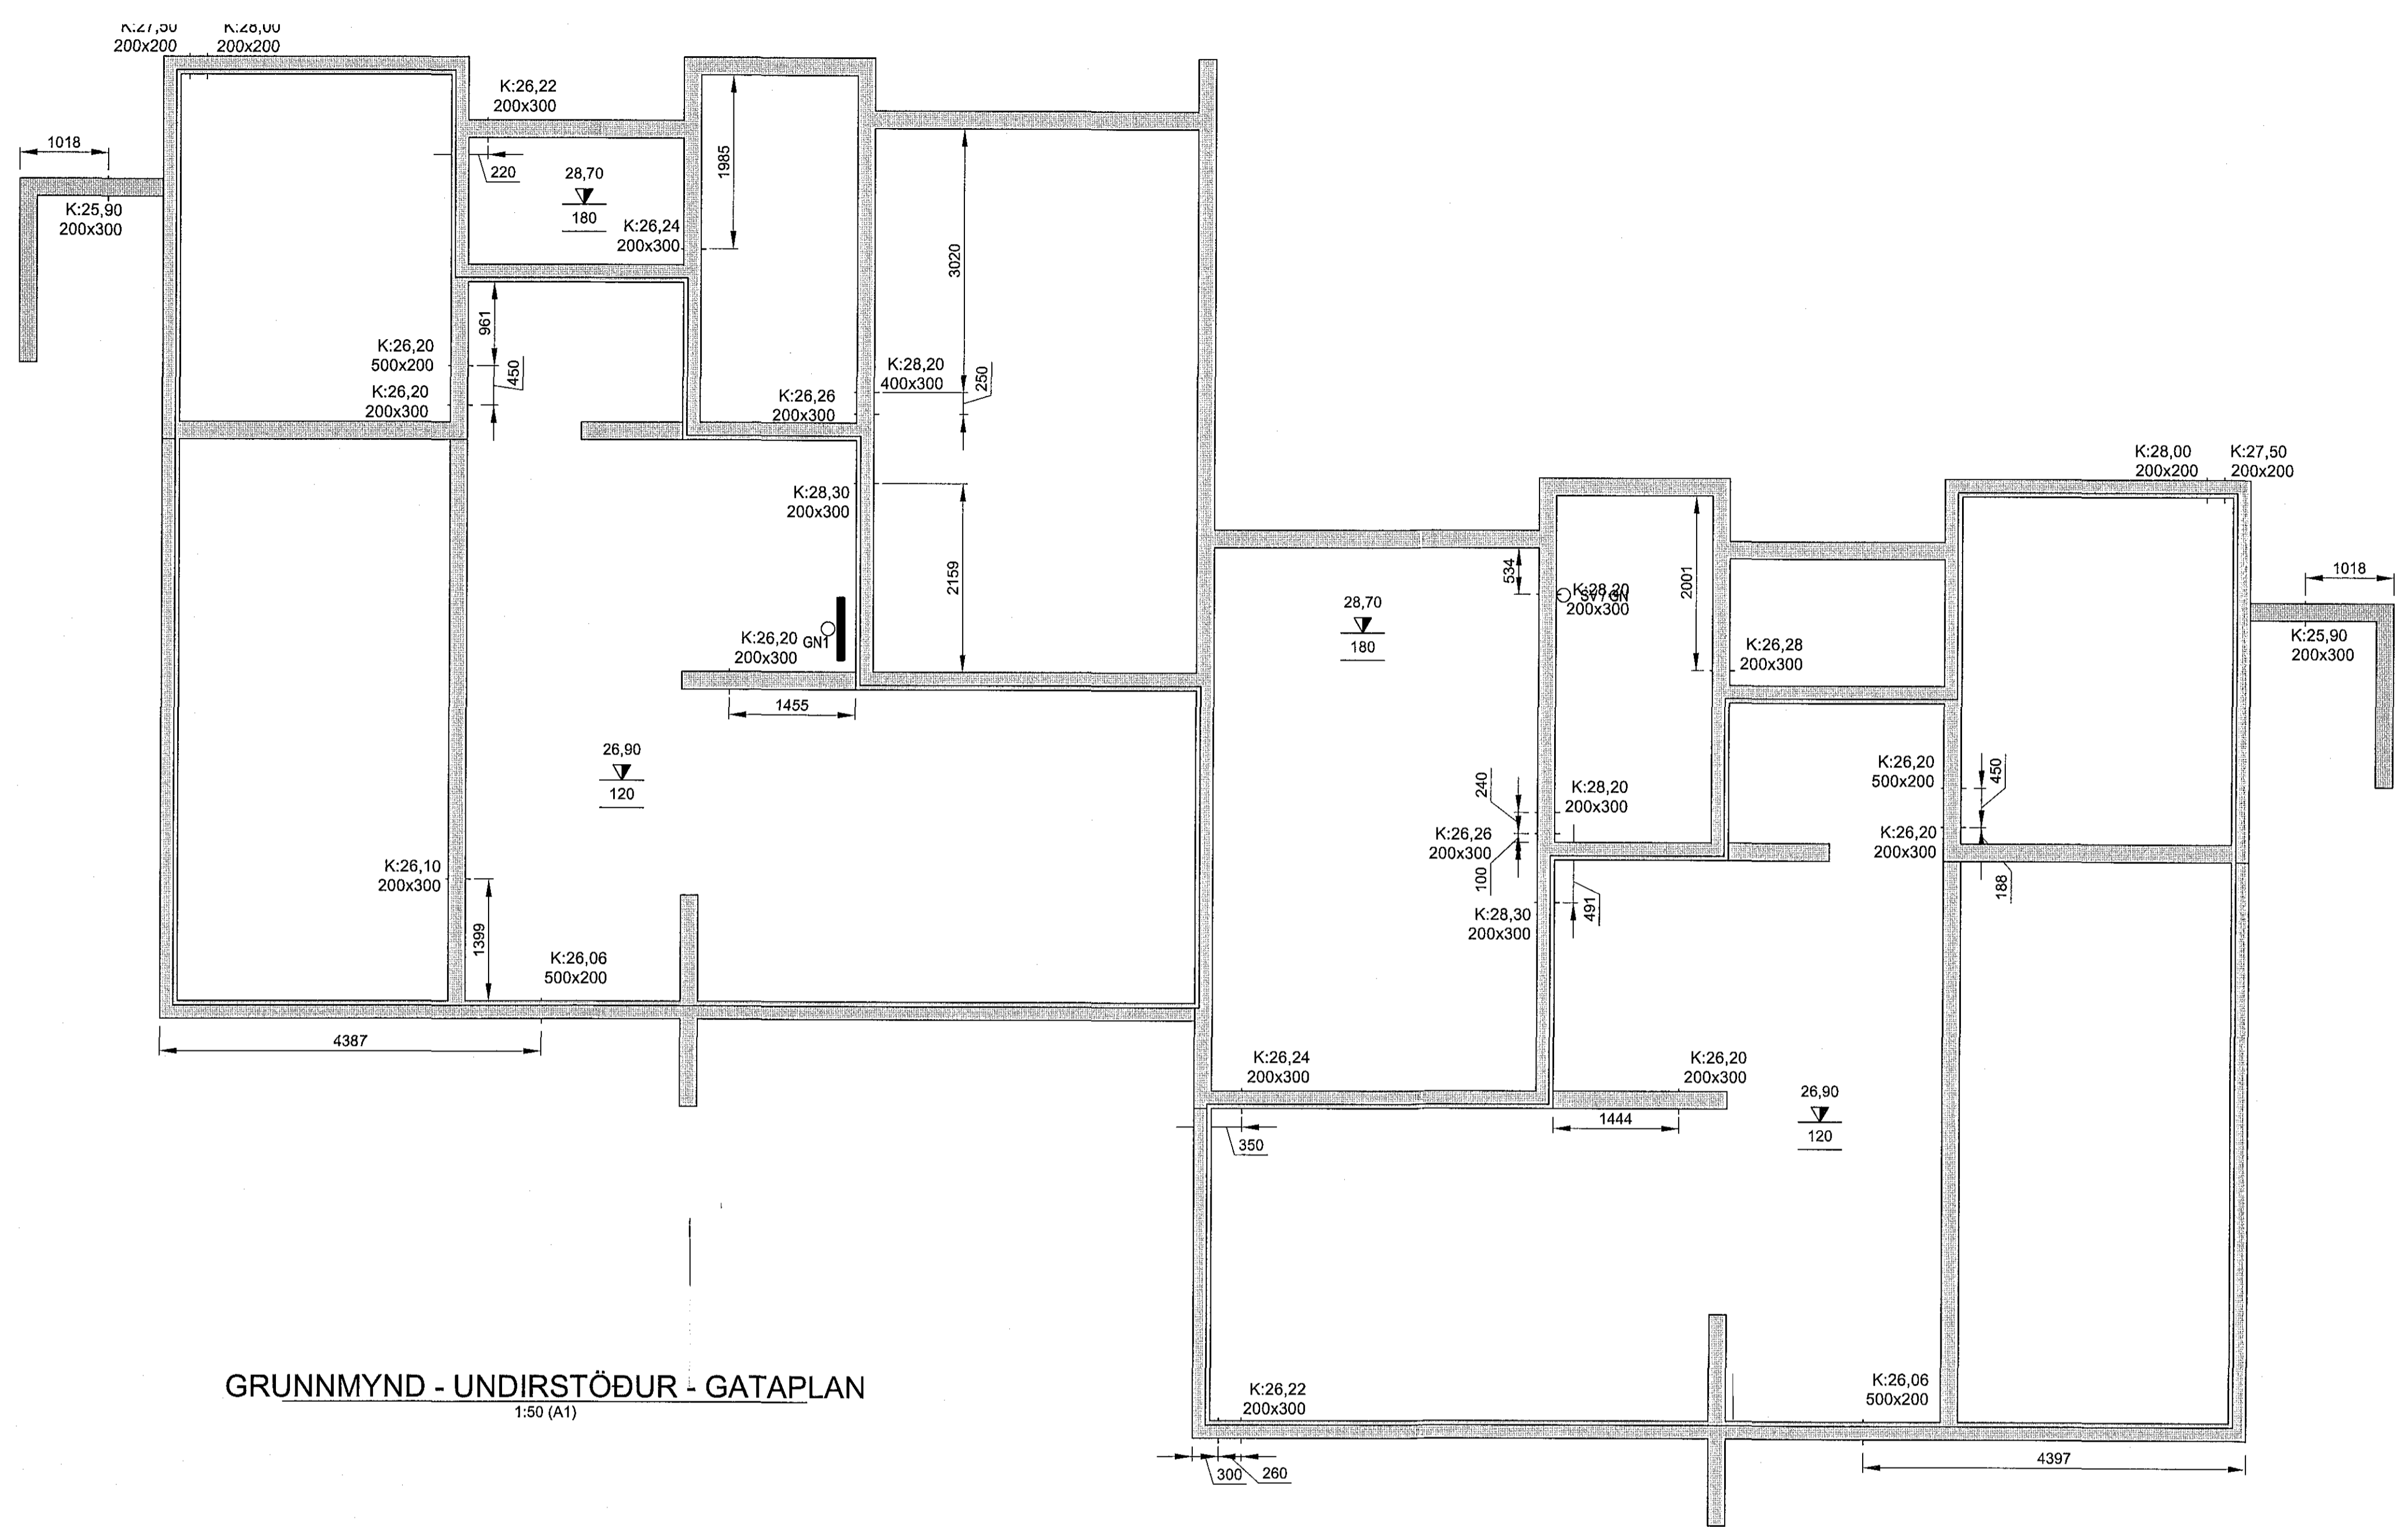 K:27,50
200x200
K:28,00
200x200
K:26,22
200x300
1018
220
28,70
180
1985
K:25,90
200x300
K:26,24
200x300
3020
961
K:26,20
500x200
450
K:26,20
200x300
K:28,20
400x300
250
K:26,26
200x300
K:28,30
200x300
2159
K:26,20
200x300
GN1
1455
26,90
120
K:26,10
200x300
1399
K:26,06
500x200
4387
K:28,00
200x200
K:27,50
200x200
534
2001
K:28,20
200x300
SV / GN
1018
28,70
180
K:26,28
200x300
K:25,90
200x300
240
K:28,20
200x300
K:26,20
500x200
450
K:26,26
200x300
K:26,20
200x300
100
188
491
K:28,30
200x300
K:26,24
200x300
K:26,20
200x300
26,90
120
350
1444
GRUNNMYND - UNDIRSTÖÐUR - GATAPLAN
1:50 (A1)
K:26,22
200x300
K:26,06
500x200
300
260
4397